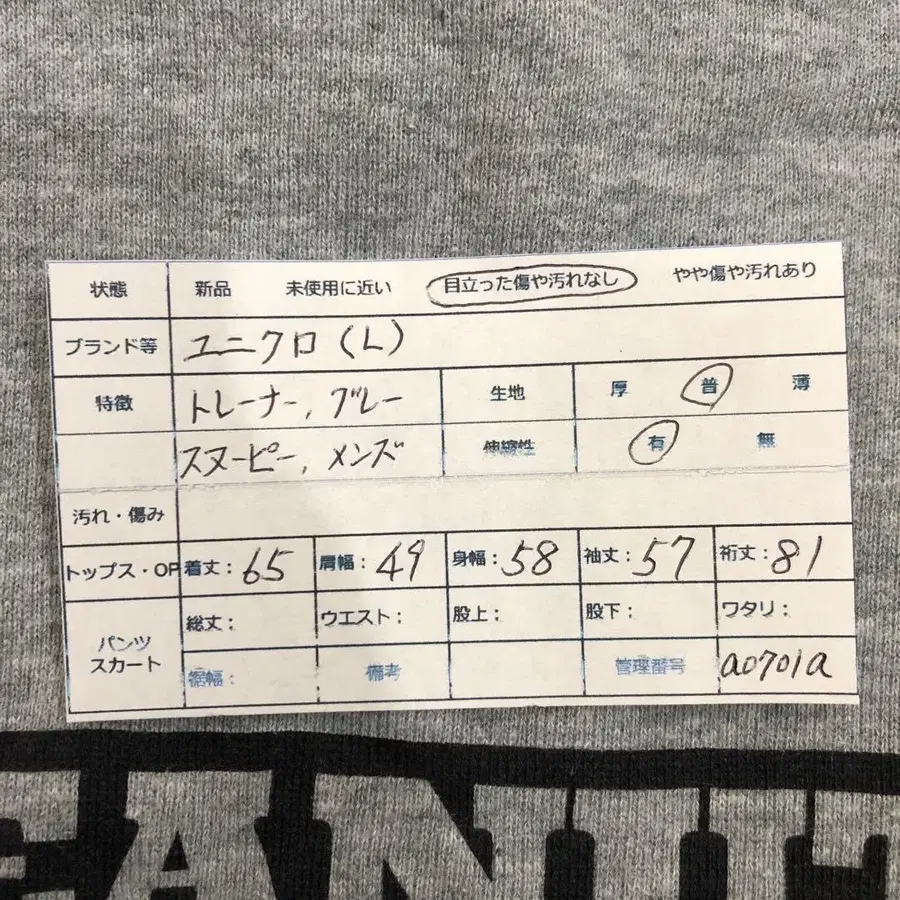 状態 新品 未使用に近い 目立った傷や汚れなし やや傷や汚れあり
ブランド等 ユニクロ(L)
特徴 トレーナー, グレー 生地 厚 普 薄
スヌーピー, メンズ 伸縮性 有 無
汚れ・傷み
トップス・OP 着丈:65 肩幅:49 身幅:58 袖丈:57 裄丈:81
パンツ スカート 総丈: ウエスト: 股上: 股下: ワタリ:
裾幅: 備考 管理番号 a0701a
EANUT